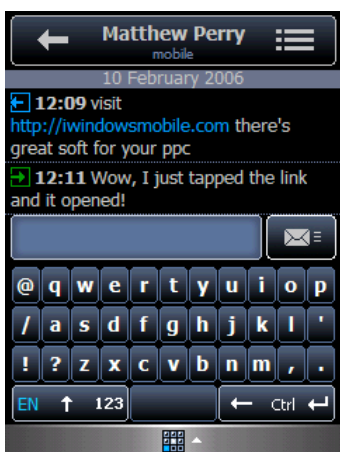 Matthew Perry
mobile
10 February 2006
12:09 visit
http://iwindowsmobile.com there's
great soft for your ppc
12:11 Wow, I just tapped the link
and it opened!
@ q w e r t y u i o p
/ a s d f g h j k l '
! ? z x c v b n m , .
EN ↑ 123 ← Ctrl ↵